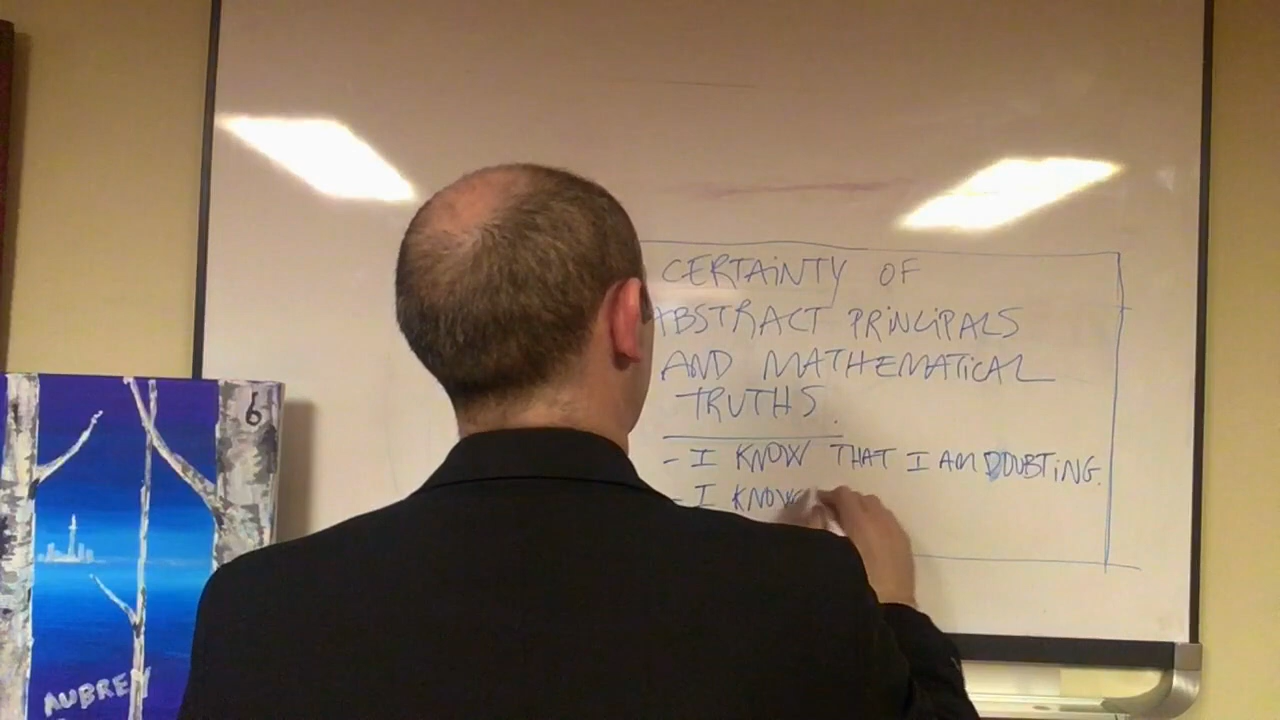 CERTAINTY OF
ABSTRACT PRINCIPALS
AND MATHEMATICAL
TRUTHS.
- I KNOW THAT I AM DOUBTING.
- I KNOW
6
AUBREY